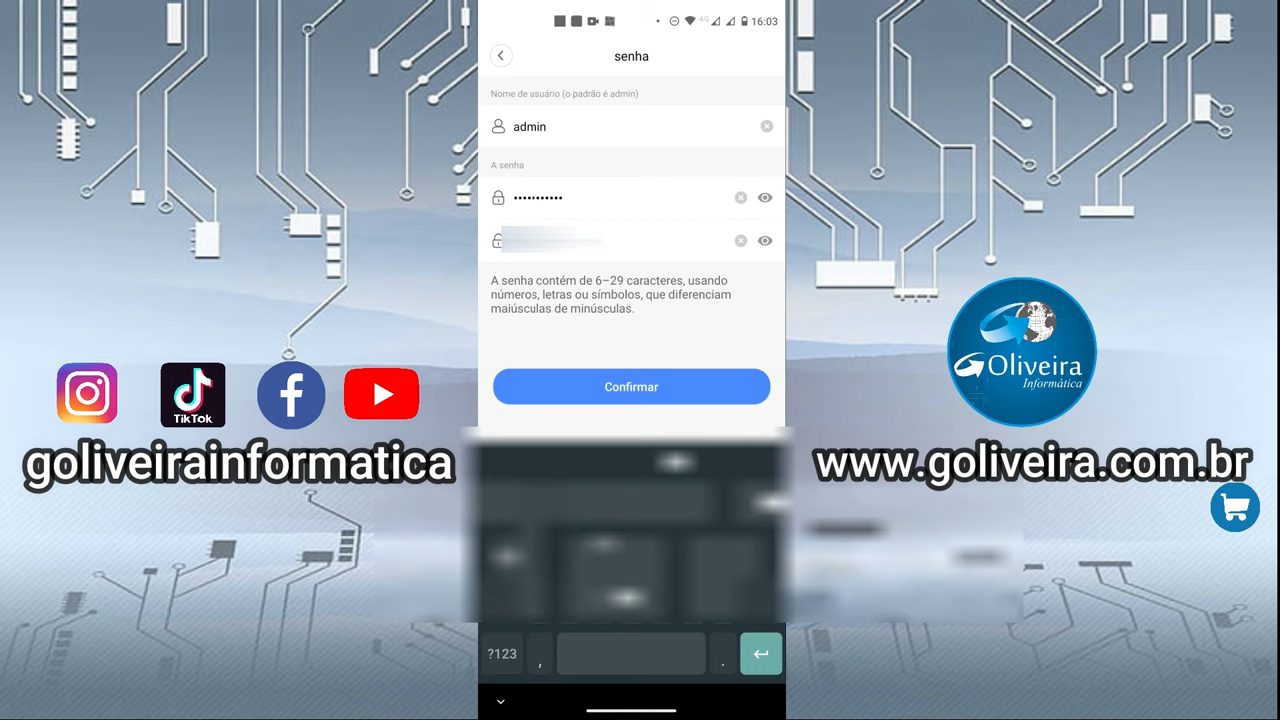 4G 16:03
senha
Nome de usuário (o padrão é admin)
admin
A senha
•••••••••••
A senha contém de 6–29 caracteres, usando
números, letras ou símbolos, que diferenciam
maiúsculas de minúsculas.
Confirmar
TikTok
goliveirainformatica
Oliveira
Informática
www.goliveira.com.br
?123 , .